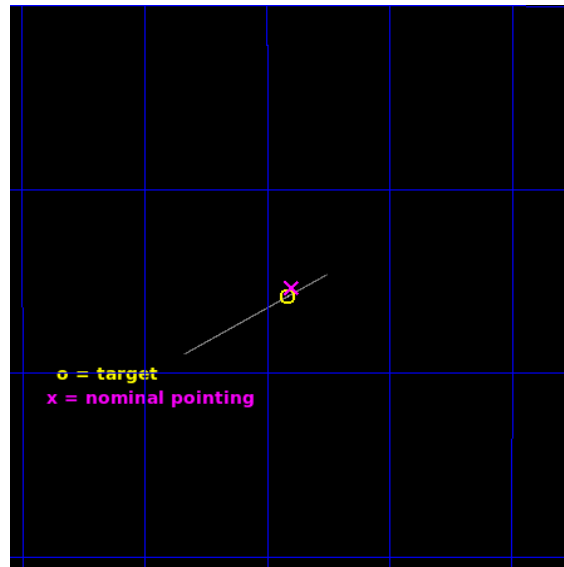 o = target
x = nominal pointing